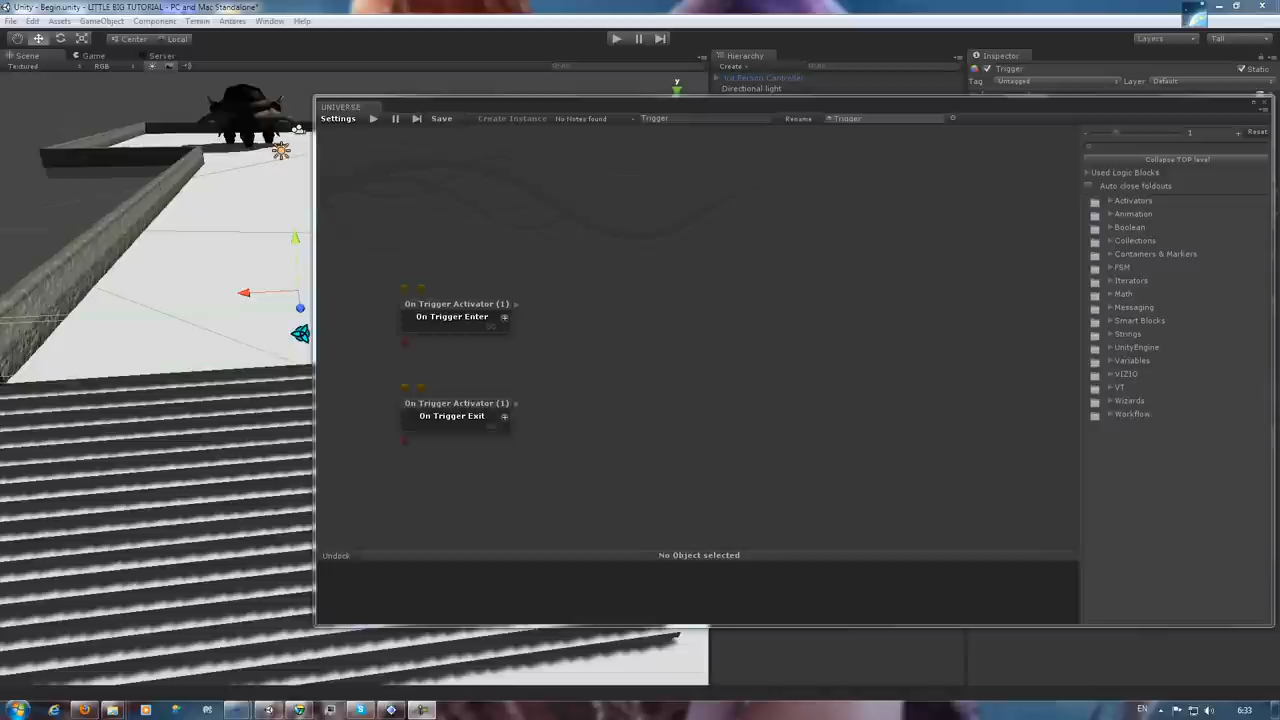 Unity - Begin.unity - LITTLE BIG TUTORIAL - PC and Mac Standalone*
File Edit Assets GameObject Component Terrain Antares Window Help
Center Local
Layers
Tall
Scene Game Server
Textured RGB
Hierarchy
Create
Directional light
Inspector
Trigger
Static
Tag Untagged Layer Default
y
UNIVERSE
Settings Save Create Instance No Notes found Trigger Rename Trigger
1 Reset
Collapse TOP level
Used Logic Blocks
Auto close foldouts
Activators
Animation
Boolean
Collections
Containers & Markers
FSM
Iterators
Math
Messaging
Smart Blocks
Strings
UnityEngine
Variables
VIZIO
VT
Wizards
Workflow
On Trigger Activator (1)
On Trigger Enter
On Trigger Activator (1)
On Trigger Exit
Undock
No Object selected
EN
6:33